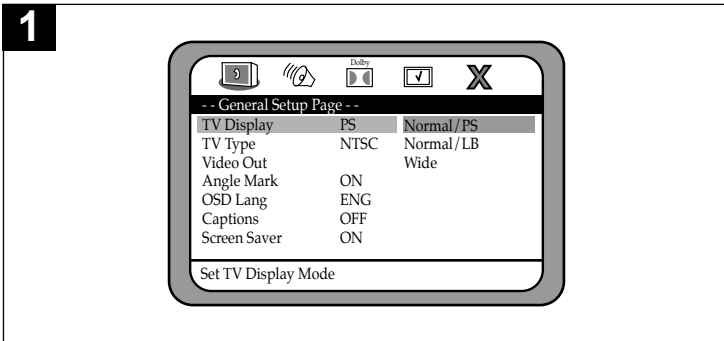 1
Dolby
- - General Setup Page - -
TV Display PS Normal/PS
TV Type NTSC Normal/LB
Video Out Wide
Angle Mark ON
OSD Lang ENG
Captions OFF
Screen Saver ON
Set TV Display Mode